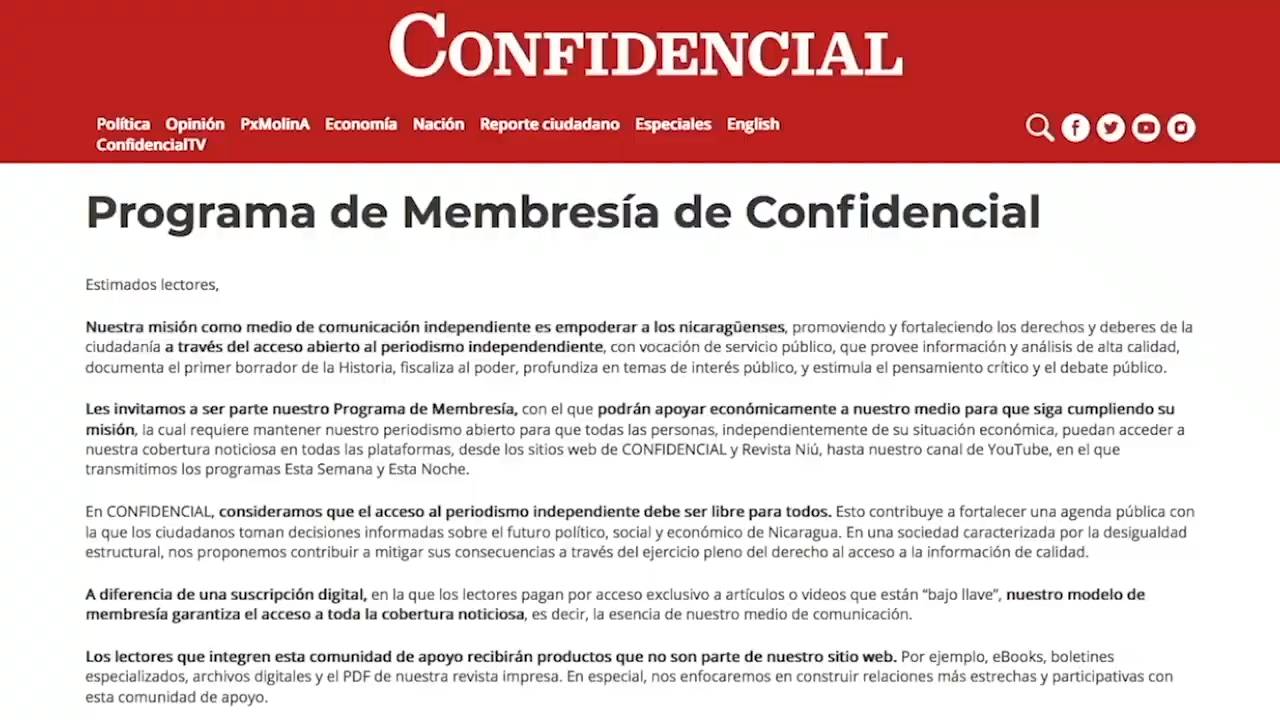 CONFIDENCIAL
Política Opinión PxMolinA Economía Nación Reporte ciudadano Especiales English
ConfidencialTV
Programa de Membresía de Confidencial
Estimados lectores,
Nuestra misión como medio de comunicación independiente es empoderar a los nicaragüenses, promoviendo y fortaleciendo los derechos y deberes de la
ciudadanía a través del acceso abierto al periodismo independendiente, con vocación de servicio público, que provee información y análisis de alta calidad,
documenta el primer borrador de la Historia, fiscaliza al poder, profundiza en temas de interés público, y estimula el pensamiento crítico y el debate público.
Les invitamos a ser parte nuestro Programa de Membresía, con el que podrán apoyar económicamente a nuestro medio para que siga cumpliendo su
misión, la cual requiere mantener nuestro periodismo abierto para que todas las personas, independientemente de su situación económica, puedan acceder a
nuestra cobertura noticiosa en todas las plataformas, desde los sitios web de CONFIDENCIAL y Revista Niú, hasta nuestro canal de YouTube, en el que
transmitimos los programas Esta Semana y Esta Noche.
En CONFIDENCIAL, consideramos que el acceso al periodismo independiente debe ser libre para todos. Esto contribuye a fortalecer una agenda pública con
la que los ciudadanos toman decisiones informadas sobre el futuro político, social y económico de Nicaragua. En una sociedad caracterizada por la desigualdad
estructural, nos proponemos contribuir a mitigar sus consecuencias a través del ejercicio pleno del derecho al acceso a la información de calidad.
A diferencia de una suscripción digital, en la que los lectores pagan por acceso exclusivo a artículos o videos que están “bajo llave”, nuestro modelo de
membresía garantiza el acceso a toda la cobertura noticiosa, es decir, la esencia de nuestro medio de comunicación.
Los lectores que integren esta comunidad de apoyo recibirán productos que no son parte de nuestro sitio web. Por ejemplo, eBooks, boletines
especializados, archivos digitales y el PDF de nuestra revista impresa. En especial, nos enfocaremos en construir relaciones más estrechas y participativas con
esta comunidad de apoyo.